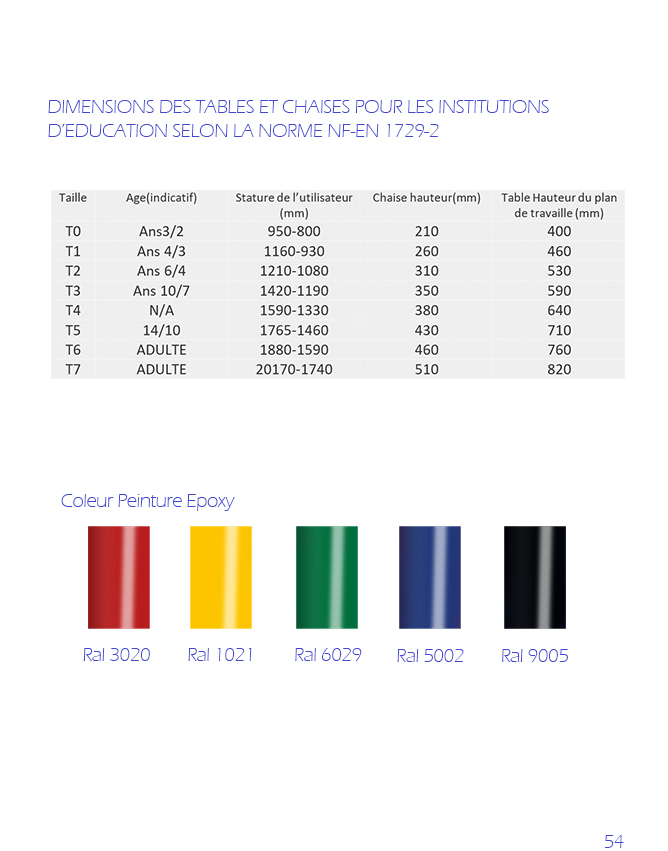 DIMENSIONS DES TABLES ET CHAISES POUR LES INSTITUTIONS
D'EDUCATION SELON LA NORME NF-EN 1729-2
Taille Age(indicatif) Stature de l'utilisateur (mm) Chaise hauteur(mm) Table Hauteur du plan de travaille (mm)
T0 Ans3/2 950-800 210 400
T1 Ans 4/3 1160-930 260 460
T2 Ans 6/4 1210-1080 310 530
T3 Ans 10/7 1420-1190 350 590
T4 N/A 1590-1330 380 640
T5 14/10 1765-1460 430 710
T6 ADULTE 1880-1590 460 760
T7 ADULTE 20170-1740 510 820
Coleur Peinture Epoxy
Ral 3020 Ral 1021 Ral 6029 Ral 5002 Ral 9005
54